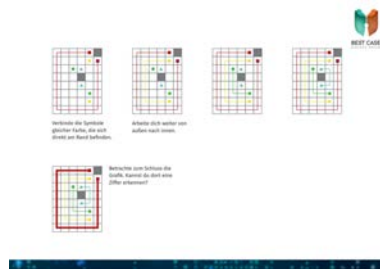 BEST CASE
Verbinde die Symbole
gleicher Farbe, die sich
direkt am Rand befinden.
Arbeite dich weiter von
außen nach innen.
Betrachte zum Schluss die
Grafik. Kannst du dort eine
Ziffer erkennen?